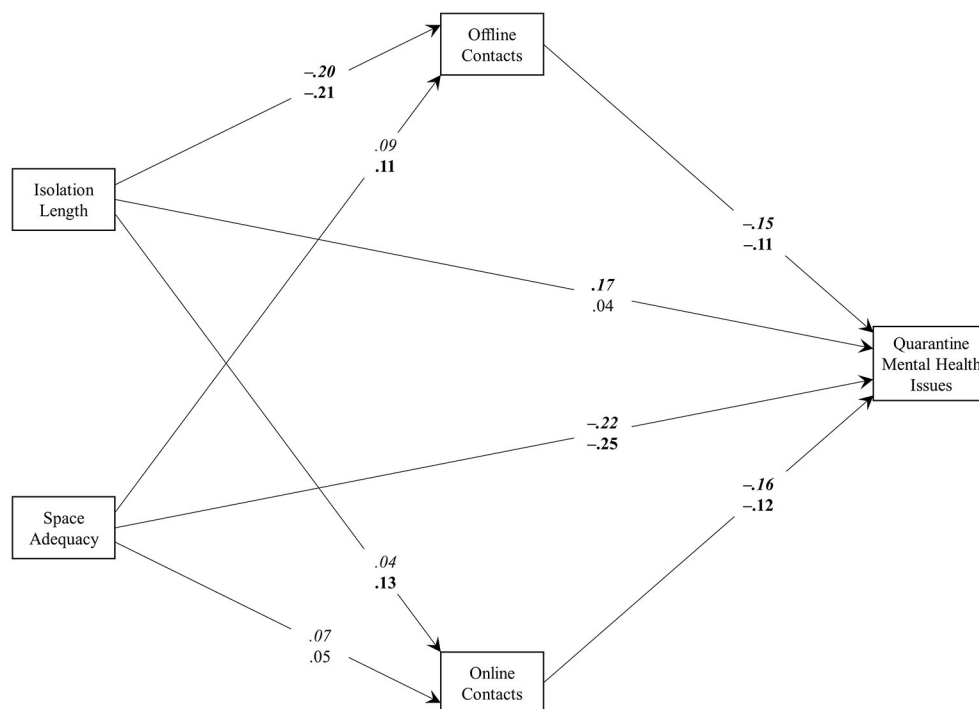 Offline
Contacts
–.20
–.21
.09
.11
Isolation
Length
–.15
–.11
.17
.04
Quarantine
Mental Health
Issues
–.22
–.25
–.16
–.12
Space
Adequacy
.04
.13
.07
.05
Online
Contacts